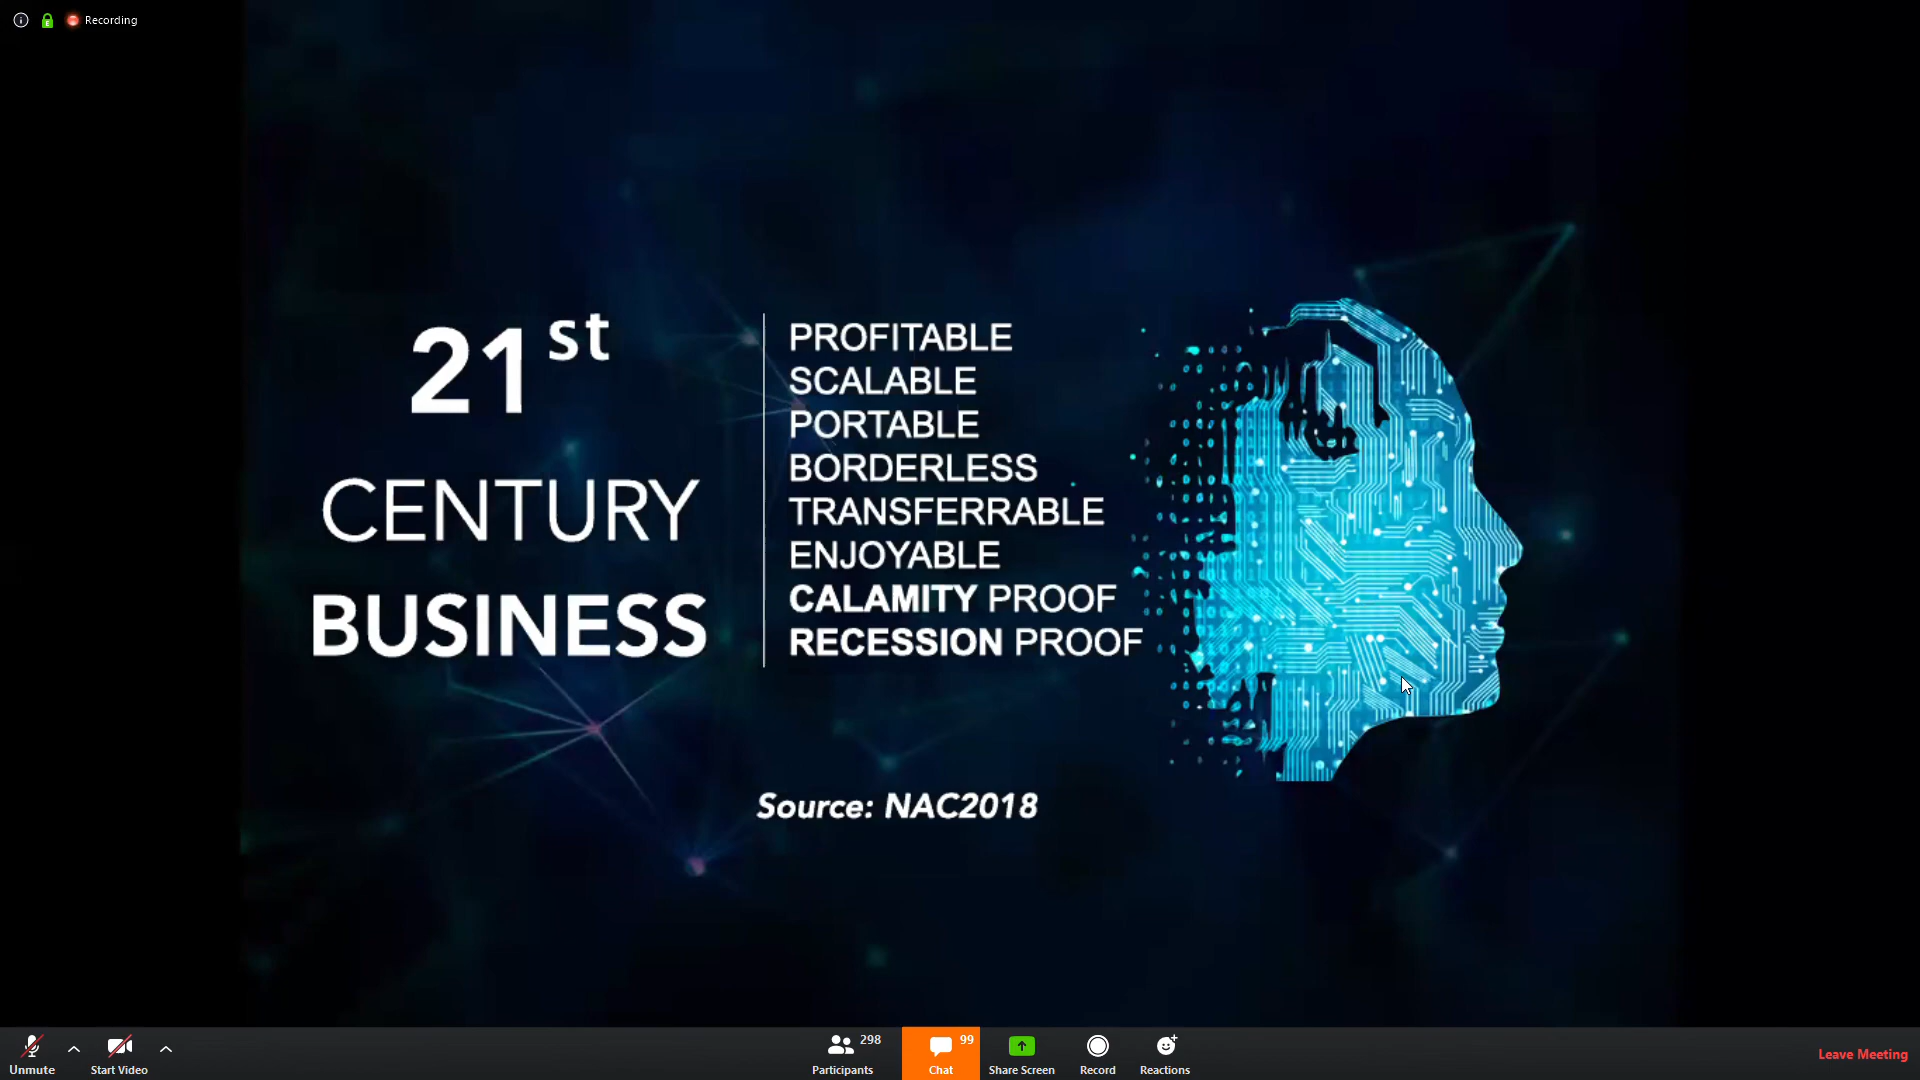 Recording
21st
CENTURY
BUSINESS
PROFITABLE
SCALABLE
PORTABLE
BORDERLESS
TRANSFERRABLE
ENJOYABLE
CALAMITY PROOF
RECESSION PROOF
Source: NAC2018
Unmute
Start Video
298
Participants
99
Chat
Share Screen
Record
Reactions
Leave Meeting